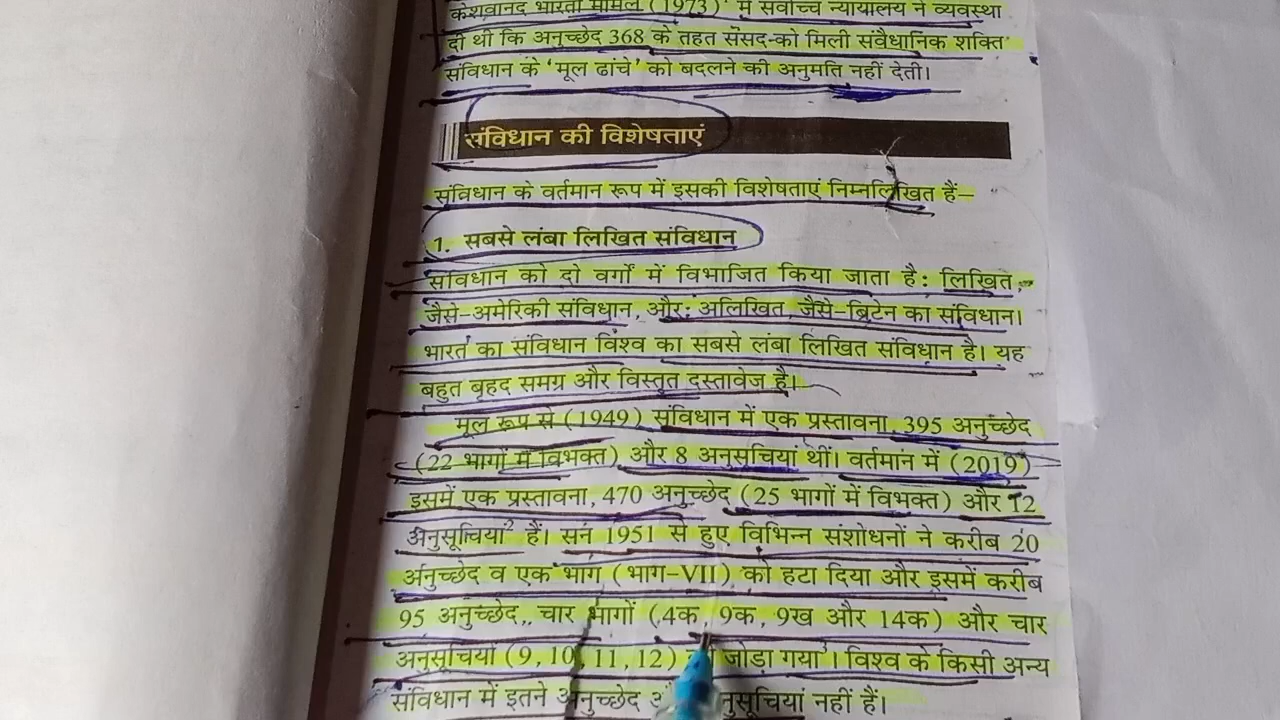 केशवानंद भारती मामले (1973)¹ में सर्वोच्च न्यायालय ने व्यवस्था
दी थी कि अनुच्छेद 368 के तहत संसद-को मिली संवैधानिक शक्ति
संविधान के 'मूल ढांचे' को बदलने की अनुमति नहीं देती।
संविधान की विशेषताएं
संविधान के वर्तमान रूप में इसकी विशेषताएं निम्नलिखित हैं–
1. सबसे लंबा लिखित संविधान
संविधान को दो वर्गों में विभाजित किया जाता है: लिखित,
जैसे-अमेरिकी संविधान, और; अलिखित, जैसे-ब्रिटेन का संविधान।
भारत का संविधान विश्व का सबसे लंबा लिखित संविधान है। यह
बहुत बृहद समग्र और विस्तृत दस्तावेज है।
मूल रूप से (1949) संविधान में एक प्रस्तावना, 395 अनुच्छेद
(22 भागों में विभक्त) और 8 अनुसूचियां थीं। वर्तमान में (2019)
इसमें एक प्रस्तावना, 470 अनुच्छेद (25 भागों में विभक्त) और 12
अनुसूचियां² हैं। सन 1951 से हुए विभिन्न संशोधनों ने करीब 20
अनुच्छेद व एक भाग (भाग-VII) को हटा दिया और इसमें करीब
95 अनुच्छेद,, चार भागों (,4क, 9क, 9ख और 14क) और चार
अनुसूचियों (9, 10, 11, 12) जोड़ा गया³। विश्व के किसी अन्य
संविधान में इतने अनुच्छेद नहीं हैं।